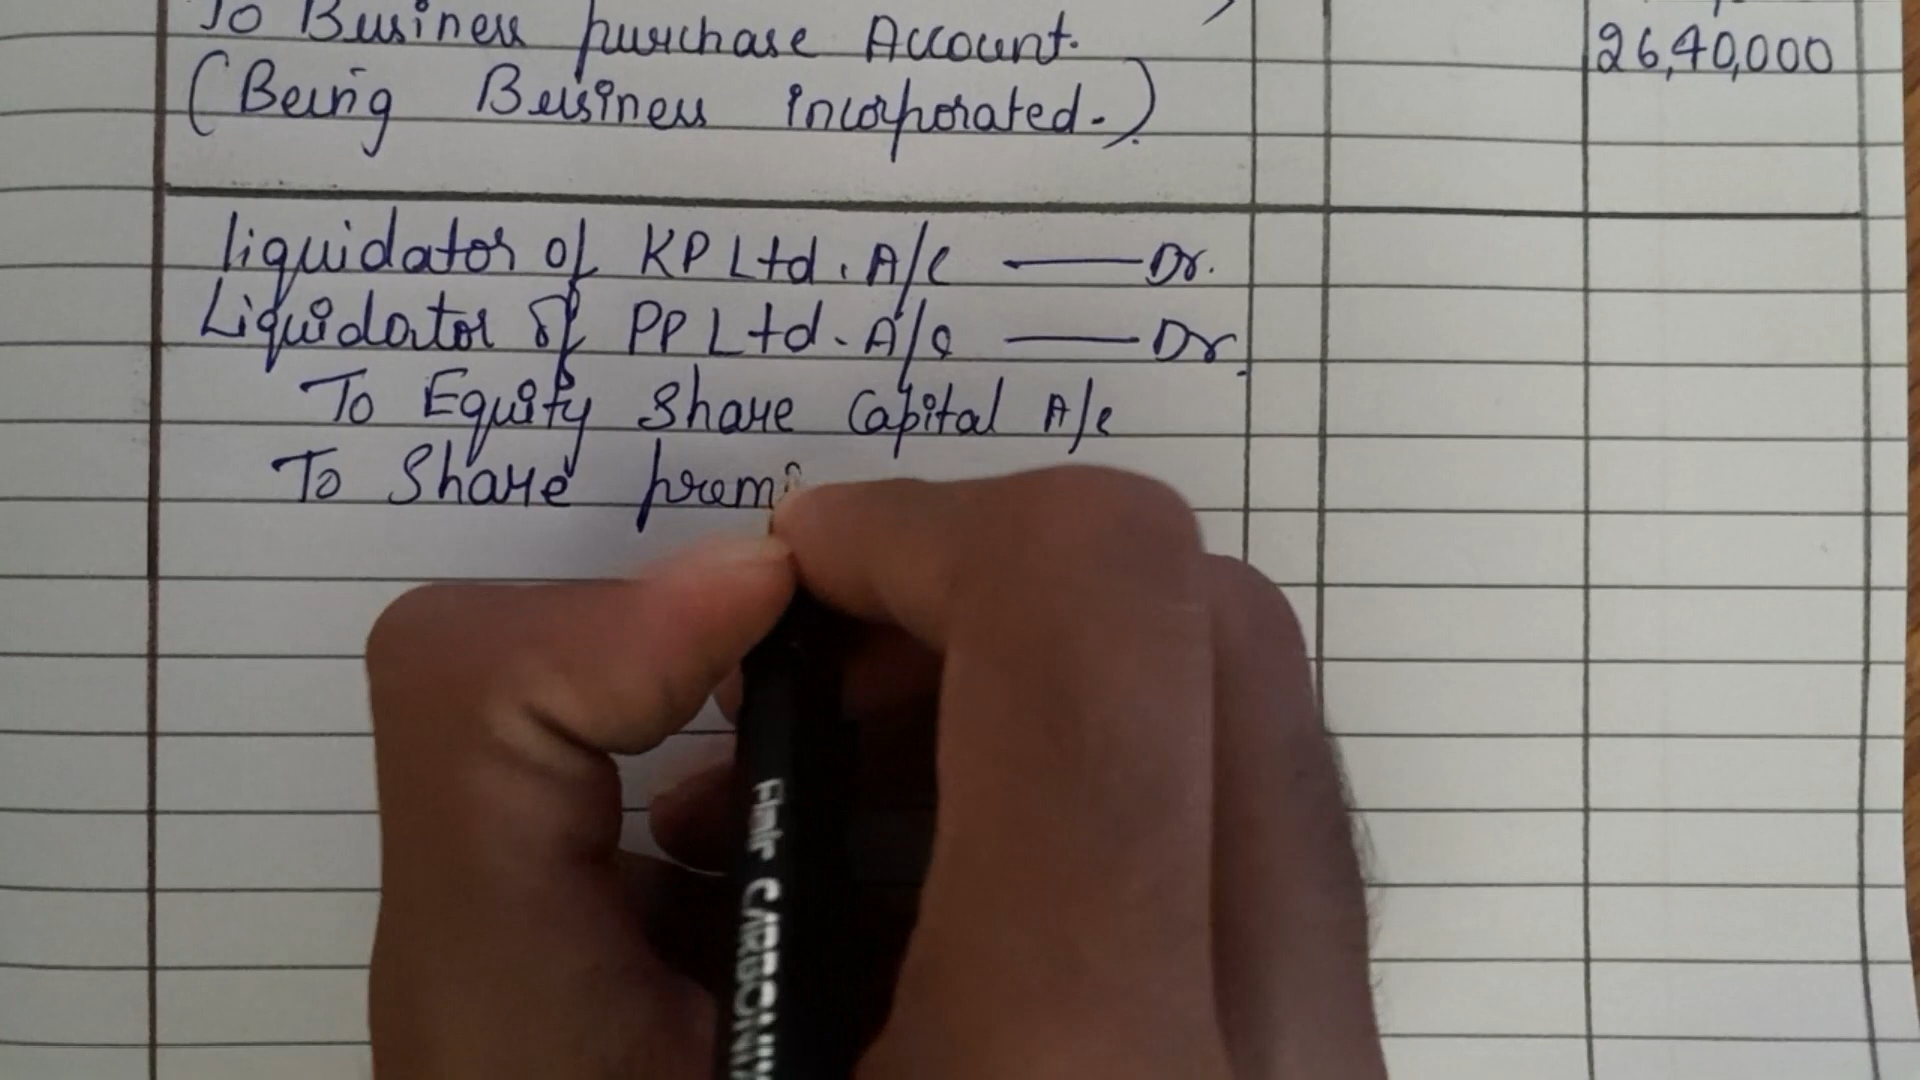 To Business purchase Account. 26,40,000
(Being Business incorporated.)
liquidator of KP Ltd. A/c —— Dr.
Liquidator of PP Ltd. A/c —— Dr.
To Equity Share Capital A/c
To Share premi